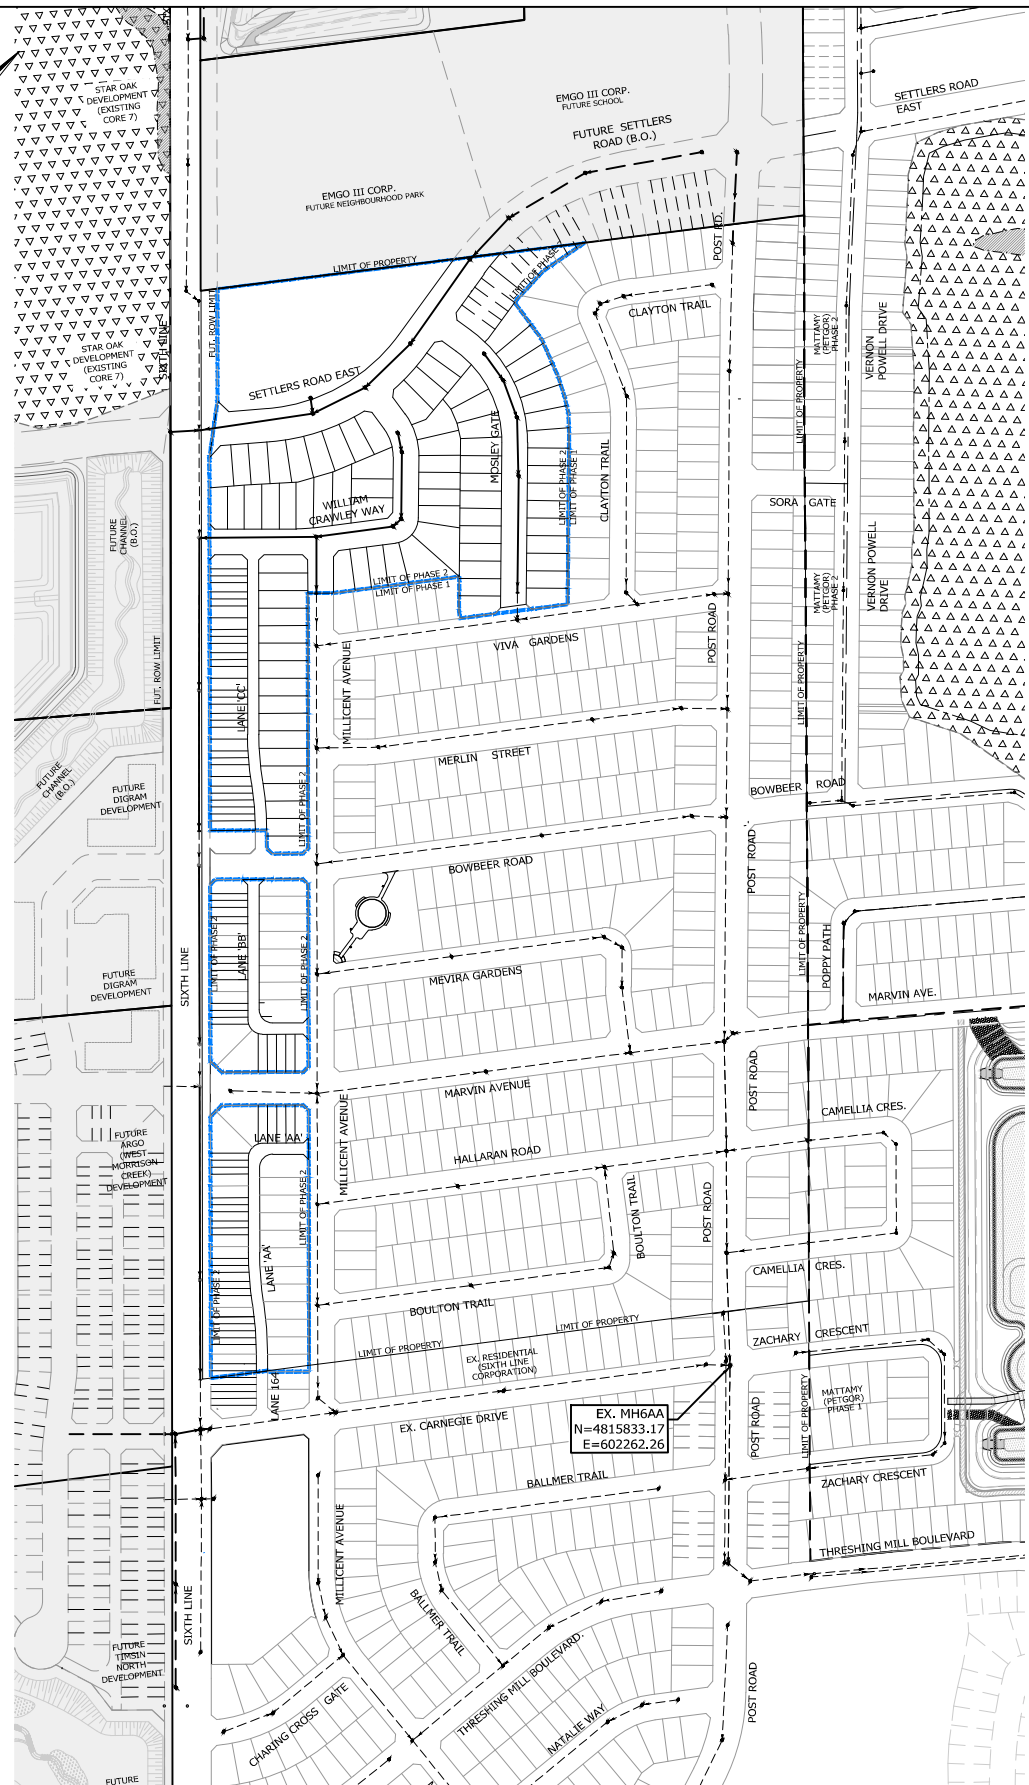 STAR OAK
DEVELOPMENT
(EXISTING
CORE 7)
EMGO III CORP.
FUTURE SCHOOL
FUTURE SETTLERS
ROAD (B.O.)
SETTLERS ROAD
EAST
EMGO III CORP.
FUTURE NEIGHBOURHOOD PARK
POST RD.
LIMIT OF PROPERTY
LIMIT OF PHASE
FUT. ROW LIMIT
SIXTH LINE
STAR OAK
DEVELOPMENT
(EXISTING
CORE 7)
CLAYTON TRAIL
MATTAMY
(PETGOR)
PHASE 2
VERNON
POWELL DRIVE
SETTLERS ROAD EAST
LIMIT OF PROPERTY
MOSLEY GATE
LIMIT OF PHASE 2
LIMIT OF PHASE 1
CLAYTON TRAIL
WILLIAM
CRAWLEY WAY
SORA GATE
FUTURE
CHANNEL
(B.O.)
VERNON POWELL
DRIVE
MATTAMY
(PETGOR)
PHASE 2
LIMIT OF PHASE 2
LIMIT OF PHASE 1
VIVA GARDENS
POST ROAD
FUT. ROW LIMIT
LANE 'CC'
MILLICENT AVENUE
LIMIT OF PROPERTY
MERLIN STREET
FUTURE
CHANNEL
(B.O.)
FUTURE
DIGRAM
DEVELOPMENT
LIMIT OF PHASE 2
BOWBEER ROAD
BOWBEER ROAD
POST ROAD
LIMIT OF PHASE 2
LANE 'BB'
LIMIT OF PHASE 2
SIXTH LINE
FUTURE
DIGRAM
DEVELOPMENT
MEVIRA GARDENS
LIMIT OF PROPERTY
POPPY PATH
MARVIN AVE.
MARVIN AVENUE
POST ROAD
CAMELLIA CRES.
MILLICENT AVENUE
LANE 'AA'
HALLARAN ROAD
FUTURE
ARGO
(WEST
MORRISON
CREEK)
DEVELOPMENT
LIMIT OF PHASE 2
BOULTON TRAIL
POST ROAD
LANE 'AA'
LIMIT OF PHASE 2
CAMELLIA CRES.
BOULTON TRAIL
LIMIT OF PROPERTY
LIMIT OF PROPERTY
ZACHARY CRESCENT
EX. RESIDENTIAL
(SIXTH LINE
CORPORATION)
LANE 164
MATTAMY
(PETGOR)
PHASE 1
LIMIT OF PROPERTY
POST ROAD
EX. MH6AA
N=4815833.17
E=602262.26
EX. CARNEGIE DRIVE
BALLMER TRAIL
ZACHARY CRESCENT
THRESHING MILL BOULEVARD
MILLICENT AVENUE
SIXTH LINE
BALLMER TRAIL
FUTURE
TIMSIN
NORTH
DEVELOPMENT
THRESHING MILL BOULEVARD.
NATALIE WAY
POST ROAD
CHARING CROSS GATE
FUTURE